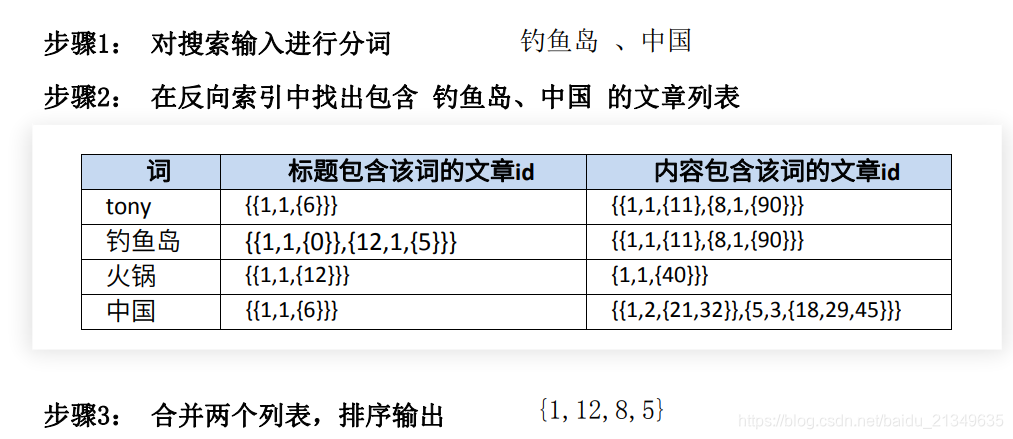 步骤1： 对搜索输入进行分词 钓鱼岛 、中国
步骤2： 在反向索引中找出包含 钓鱼岛、中国 的文章列表
词 标题包含该词的文章id 内容包含该词的文章id
tony {{1,1,{6}}} {{1,1,{11},{8,1,{90}}}
钓鱼岛 {{1,1,{0}},{12,1,{5}}} {{1,1,{11},{8,1,{90}}}
火锅 {{1,1,{12}}} {1,1,{40}}}
中国 {{1,1,{6}}} {{1,2,{21,32}},{5,3,{18,29,45}}}
步骤3： 合并两个列表，排序输出 {1,12,8,5}
https://blog.csdn.net/baidu_21349635